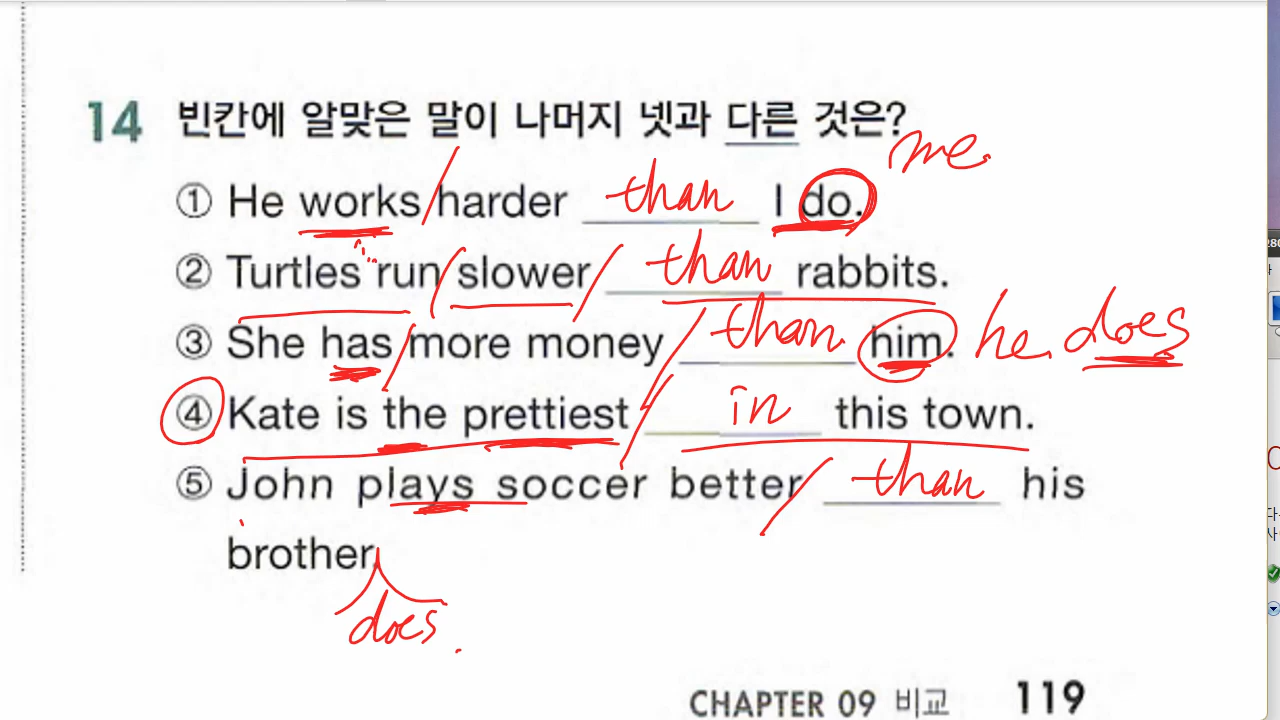 14 빈칸에 알맞은 말이 나머지 넷과 다른 것은?
me
① He works harder than I do.
② Turtles run slower than rabbits.
③ She has more money than him. he does
④ Kate is the prettiest in this town.
⑤ John plays soccer better than his
brother.
does
CHAPTER 09 비교 119